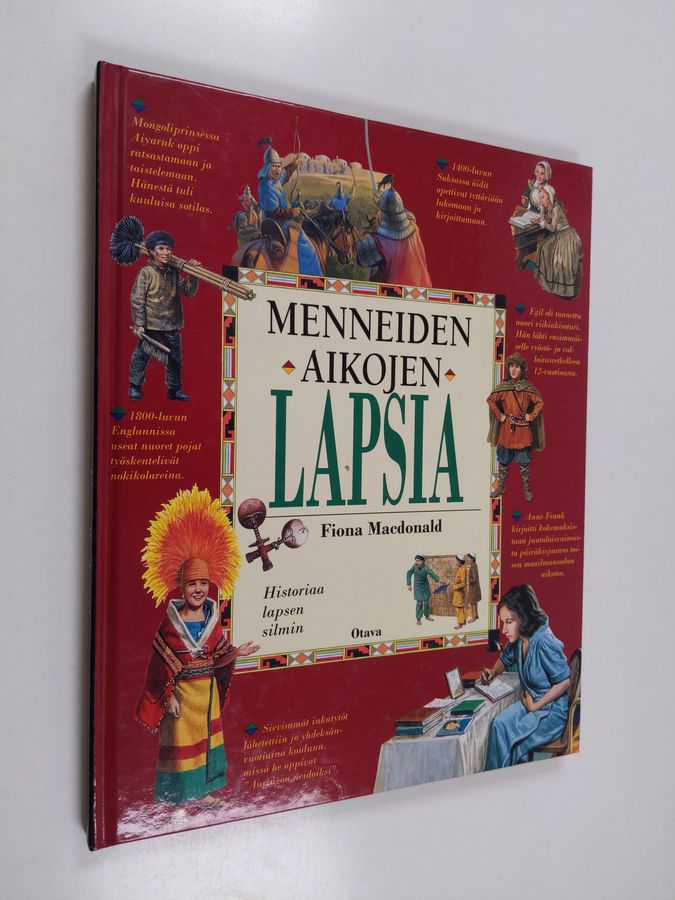 Mongoliprinsessa
Aiyaruk oppi
ratsastamaan ja
taistelemaan.
Hänestä tuli
kuuluisa sotilas.
1400-luvun
Saksassa äidit
opettivat tyttäriään
lukemaan ja
kirjoittamaan.
MENNEIDEN
AIKOJEN
LAPSIA
Fiona Macdonald
Historiaa
lapsen
silmin
Otava
Egil oli tunnettu
nuori viikinkisoturi.
Hän lähti ensimmäi-
selle ryöstö- ja val-
loitusretkelleen
12-vuotiaana.
1800-luvun
Englannissa
useat nuoret pojat
työskentelivät
nokikolareina.
Anne Frank
kirjoitti kokemuksis-
taan juutalaisvainois-
ta päiväkirjaansa toi-
sen maailmansodan
aikana.
Sievimmät inkatytöt
lähetettiin jo yhdeksän-
vuotiaina kouluun,
missä he oppivat
"Auringon neidoiksi".